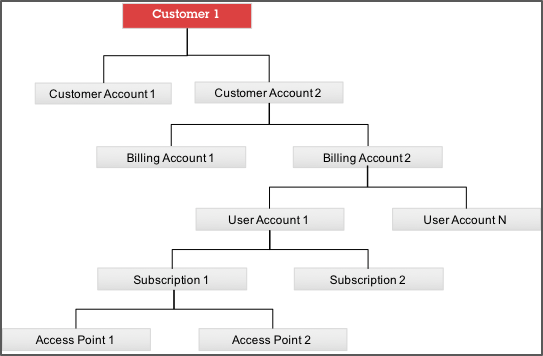 Customer 1
Customer Account 1
Customer Account 2
Billing Account 1
Billing Account 2
User Account 1
User Account N
Subscription 1
Subscription 2
Access Point 1
Access Point 2